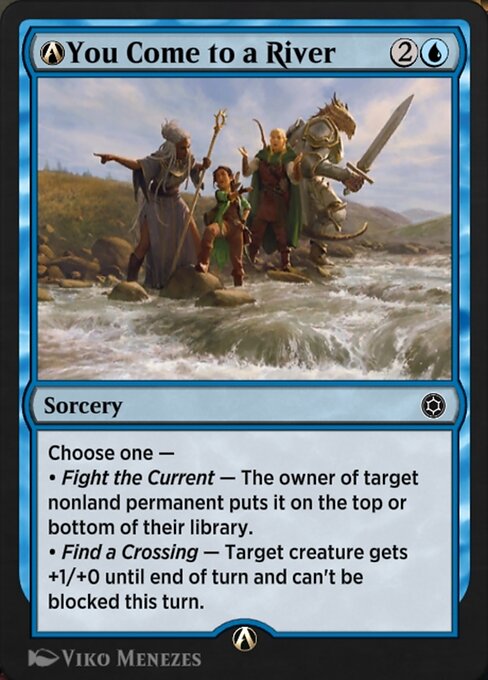 You Come to a River 2
Sorcery
Choose one —
• Fight the Current — The owner of target
nonland permanent puts it on the top or
bottom of their library.
• Find a Crossing — Target creature gets
+1/+0 until end of turn and can't be
blocked this turn.
Viko Menezes